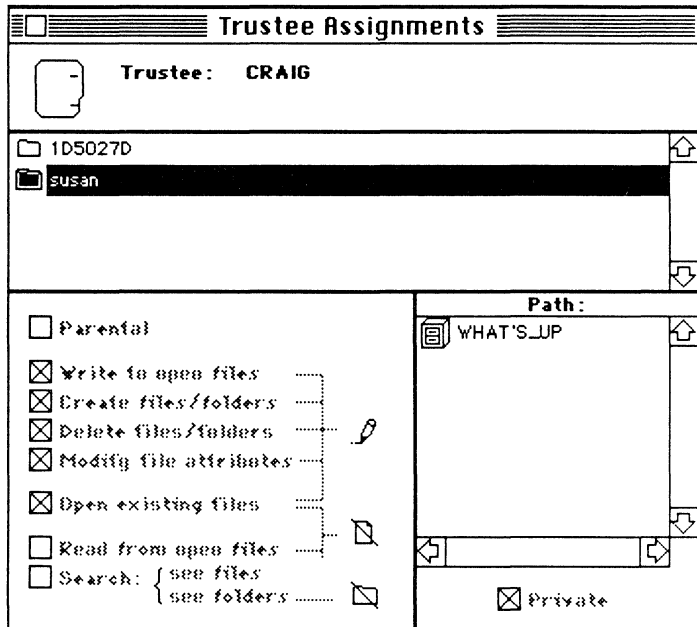 Trustee Assignments
Trustee: CRAIG
1D5027D
susan
Parental
Write to open files
Create files/folders
Delete files/folders
Modify file attributes
Open existing files
Read from open files
Search: { see files
see folders
Path:
WHAT'S_UP
Private